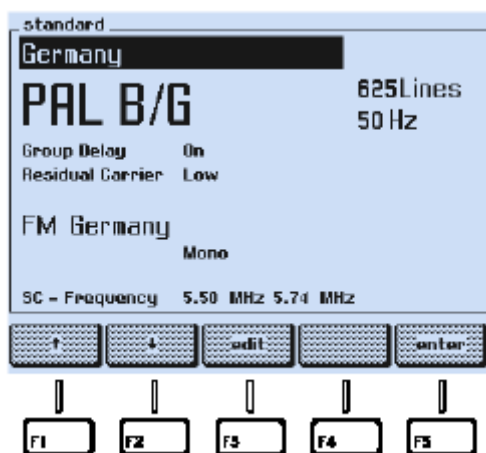 standard
Germany
PAL B/G
625Lines
50 Hz
Group Delay On
Residual Carrier Low
FM Germany
Mono
SC - Frequency 5.50 MHz 5.74 MHz
↑ ↓ edit enter
F1 F2 F3 F4 F5